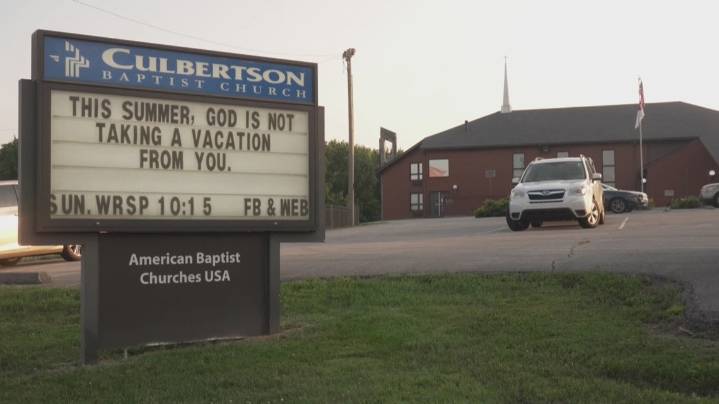 CULBERTSON
BAPTIST CHURCH
THIS SUMMER, GOD IS NOT
TAKING A VACATION
FROM YOU.
SUN. WRSP 10:15 FB & WEB
American Baptist
Churches USA